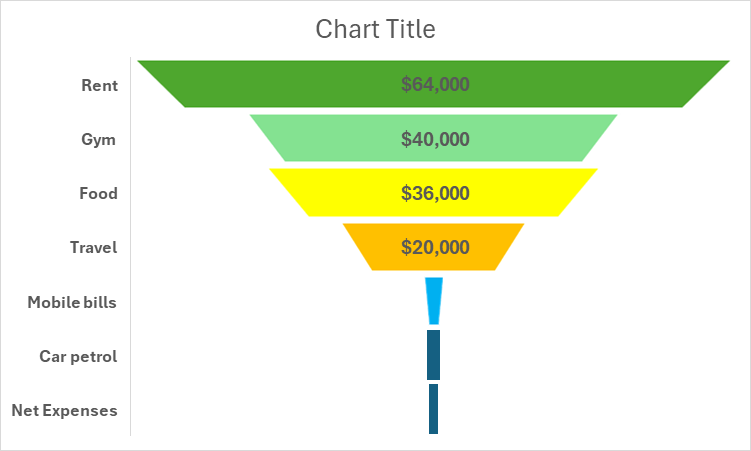 Chart Title
Rent $64,000
Gym $40,000
Food $36,000
Travel $20,000
Mobile bills
Car petrol
Net Expenses